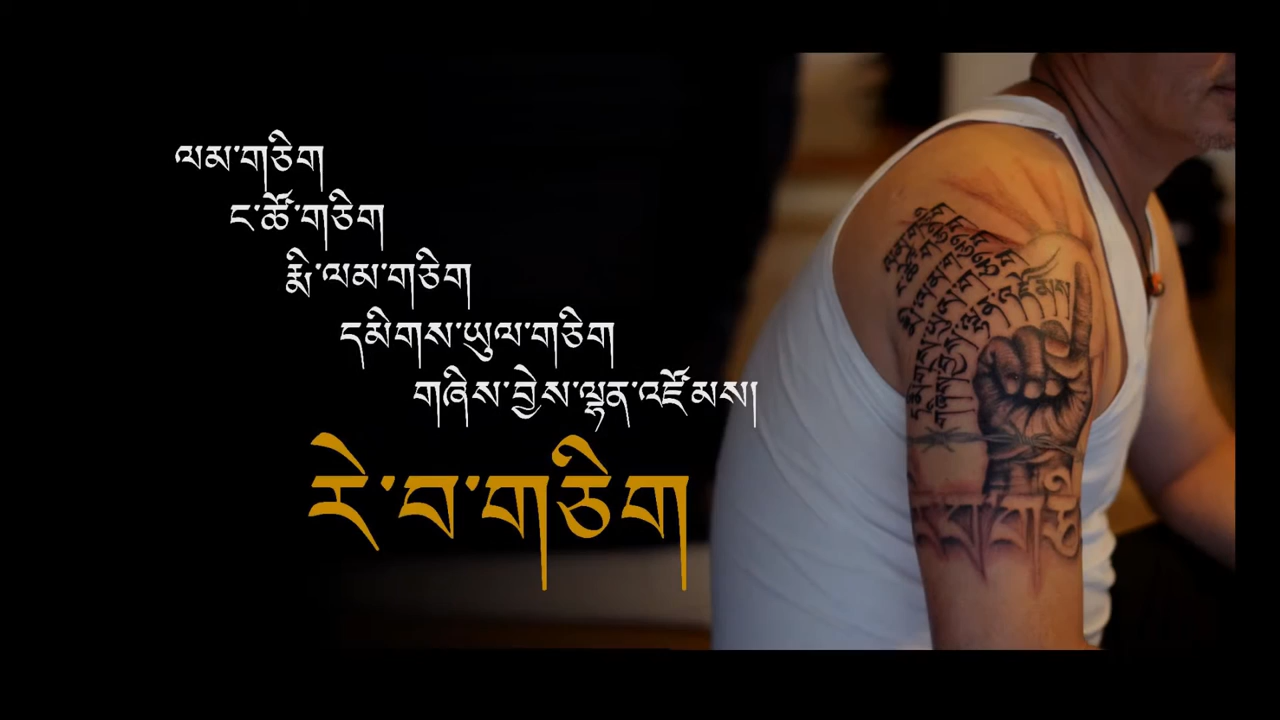 ལམ་གཅིག
ང་ཚོ་གཅིག
རྨི་ལམ་གཅིག
དམིགས་ཡུལ་གཅིག
གཞིས་བྱེས་ལྷན་འཛོམས།
རེ་བ་གཅིག